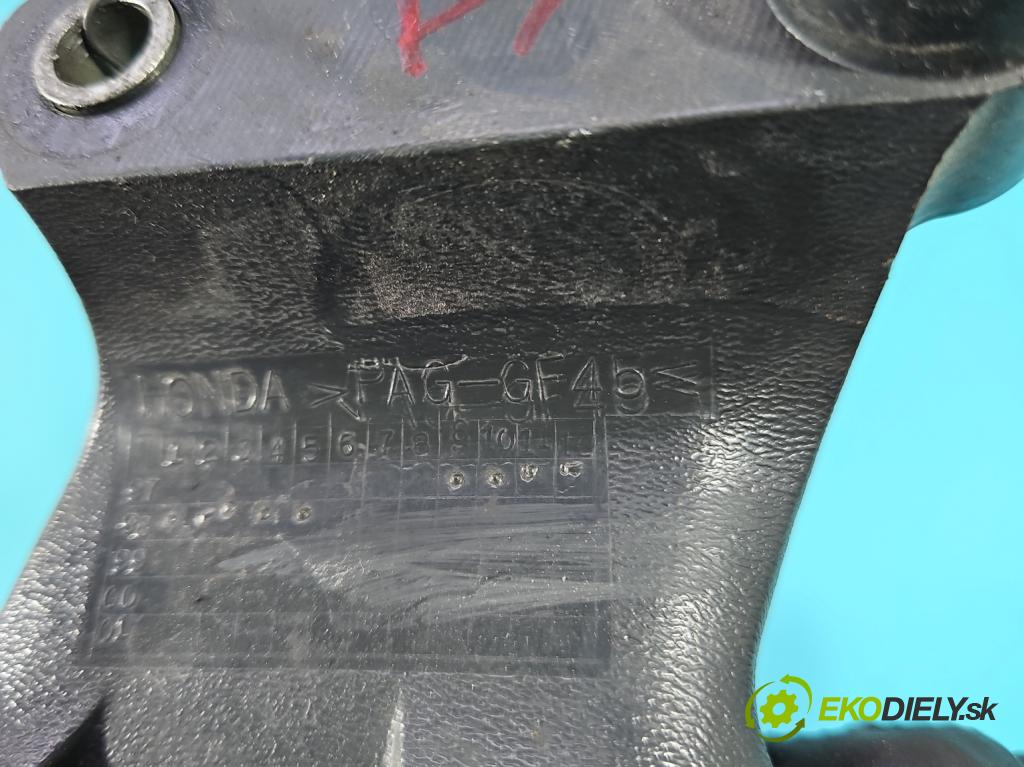 HONDA >PAG-GF49<
1 2 3 4 5 6 7 8 9 10 11 12
99
00
01
EKODIELY.sk